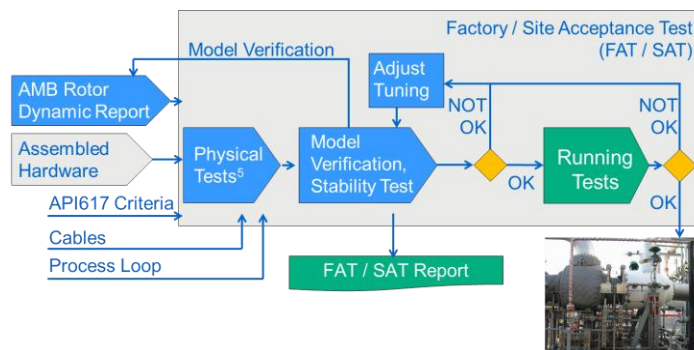 Factory / Site Acceptance Test
(FAT / SAT)
Model Verification
Adjust
Tuning
AMB Rotor
Dynamic Report
NOT
OK
NOT
OK
Assembled
Hardware
Physical
Tests⁵
Model
Verification,
Stability Test
Running
Tests
OK
OK
API617 Criteria
Cables
Process Loop
FAT / SAT Report